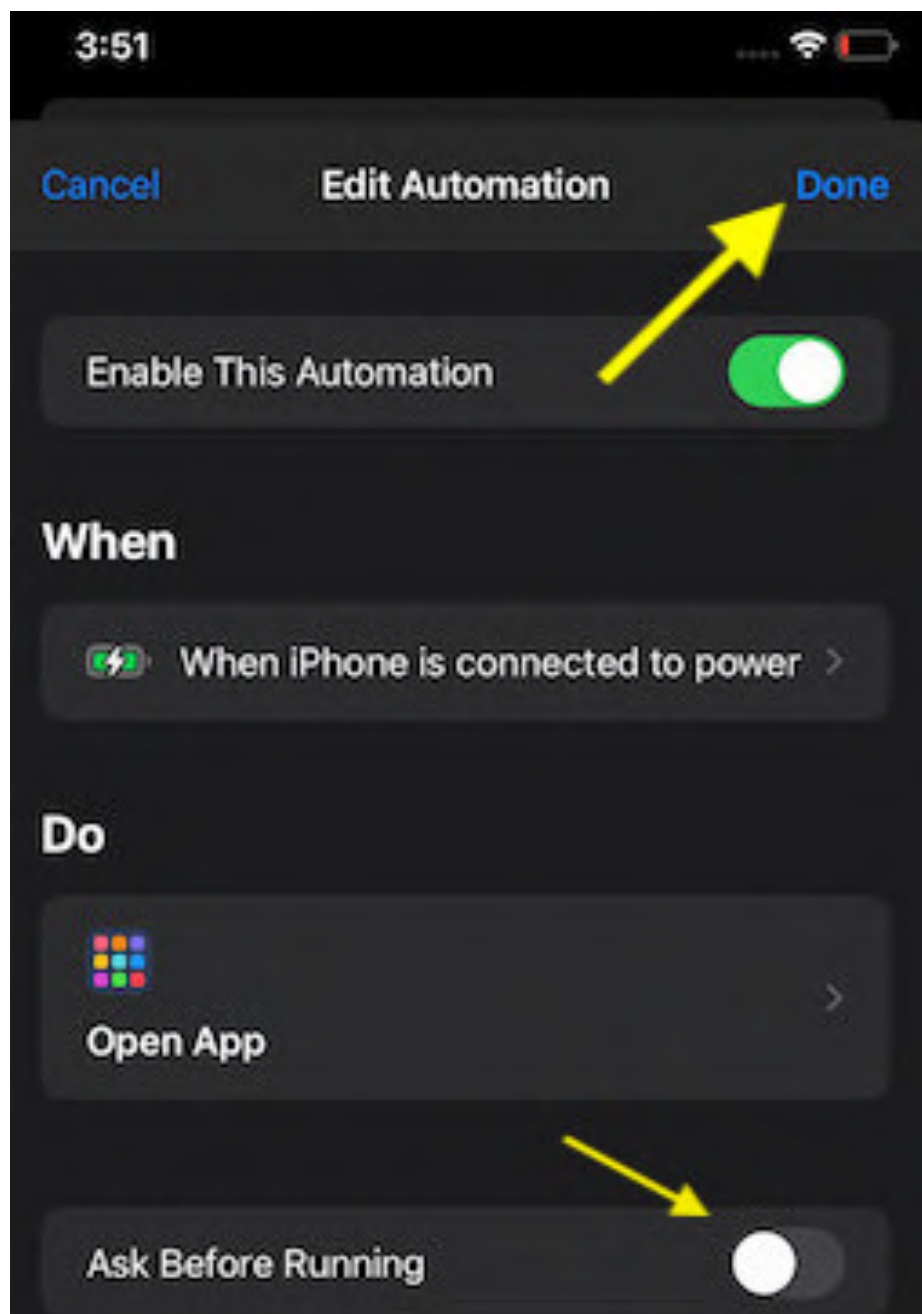 3:51
Cancel Edit Automation Done
Enable This Automation
When
When iPhone is connected to power
Do
Open App
Ask Before Running